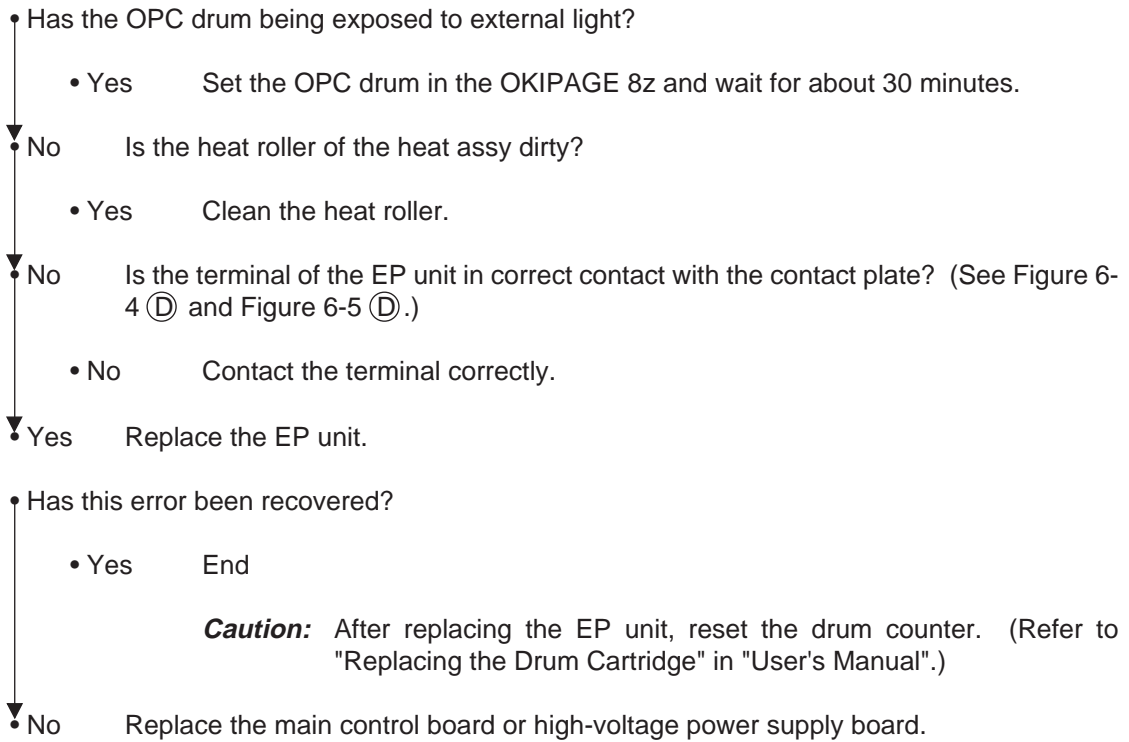 • Has the OPC drum being exposed to external light?
• Yes Set the OPC drum in the OKIPAGE 8z and wait for about 30 minutes.
• No Is the heat roller of the heat assy dirty?
• Yes Clean the heat roller.
• No Is the terminal of the EP unit in correct contact with the contact plate? (See Figure 6-
4 Ⓓ and Figure 6-5 Ⓓ.)
• No Contact the terminal correctly.
• Yes Replace the EP unit.
• Has this error been recovered?
• Yes End
Caution: After replacing the EP unit, reset the drum counter. (Refer to
"Replacing the Drum Cartridge" in "User's Manual".)
• No Replace the main control board or high-voltage power supply board.